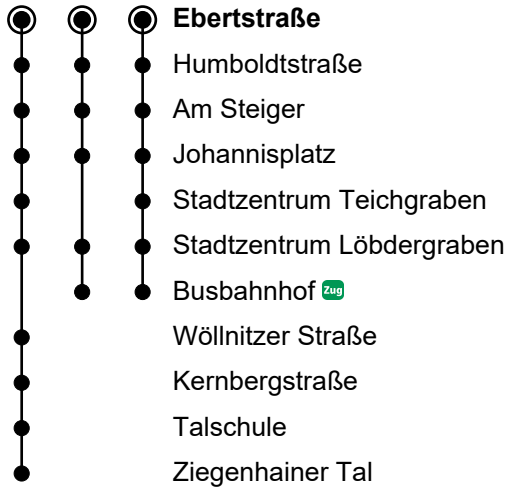 Ebertstraße
Humboldtstraße
Am Steiger
Johannisplatz
Stadtzentrum Teichgraben
Stadtzentrum Löbdergraben
Busbahnhof Zug
Wöllnitzer Straße
Kernbergstraße
Talschule
Ziegenhainer Tal